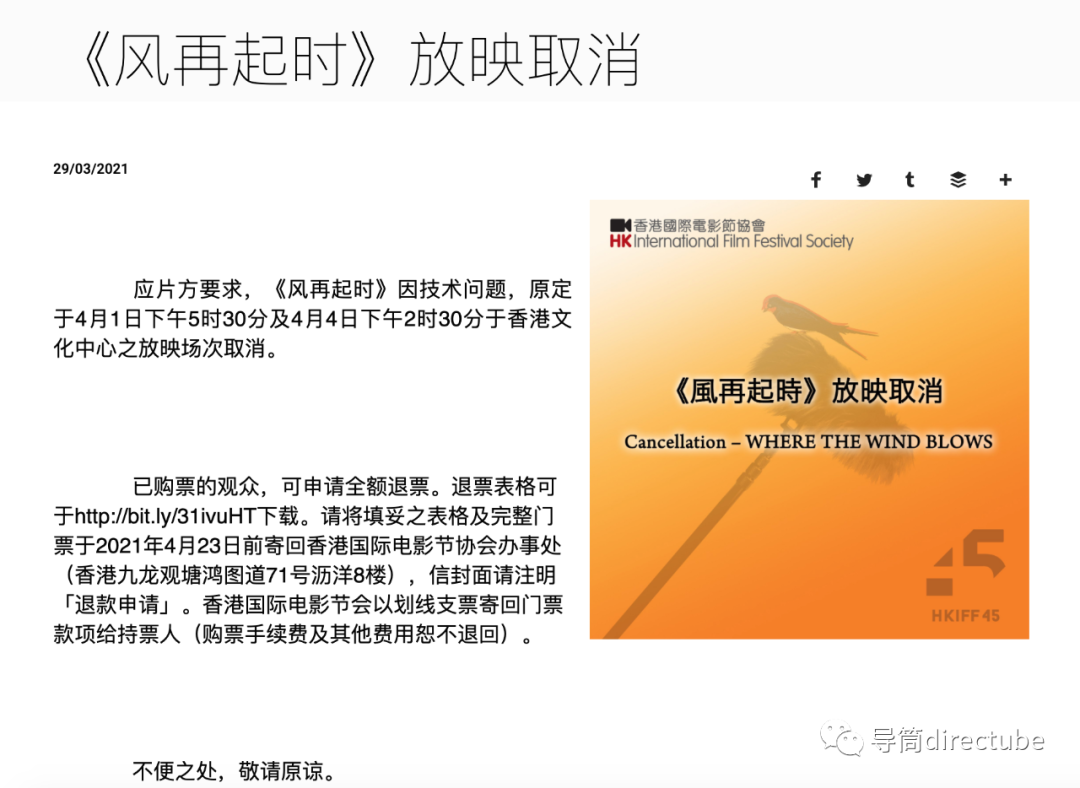 《风再起时》放映取消
29/03/2021
应片方要求，《风再起时》因技术问题，原定
于4月1日下午5时30分及4月4日下午2时30分于香港文
化中心之放映场次取消。
已购票的观众，可申请全额退票。退票表格可
于http://bit.ly/31ivuHT下载。请将填妥之表格及完整门
票于2021年4月23日前寄回香港国际电影节协会办事处
（香港九龙观塘鸿图道71号沥洋8楼），信封面请注明
「退款申请」。香港国际电影节会以划线支票寄回门票
款项给持票人（购票手续费及其他费用恕不退回）。
不便之处，敬请原谅。
香港國際電影節協會
HK International Film Festival Society
《風再起時》放映取消
Cancellation – WHERE THE WIND BLOWS
45
HKIFF45
导筒directube